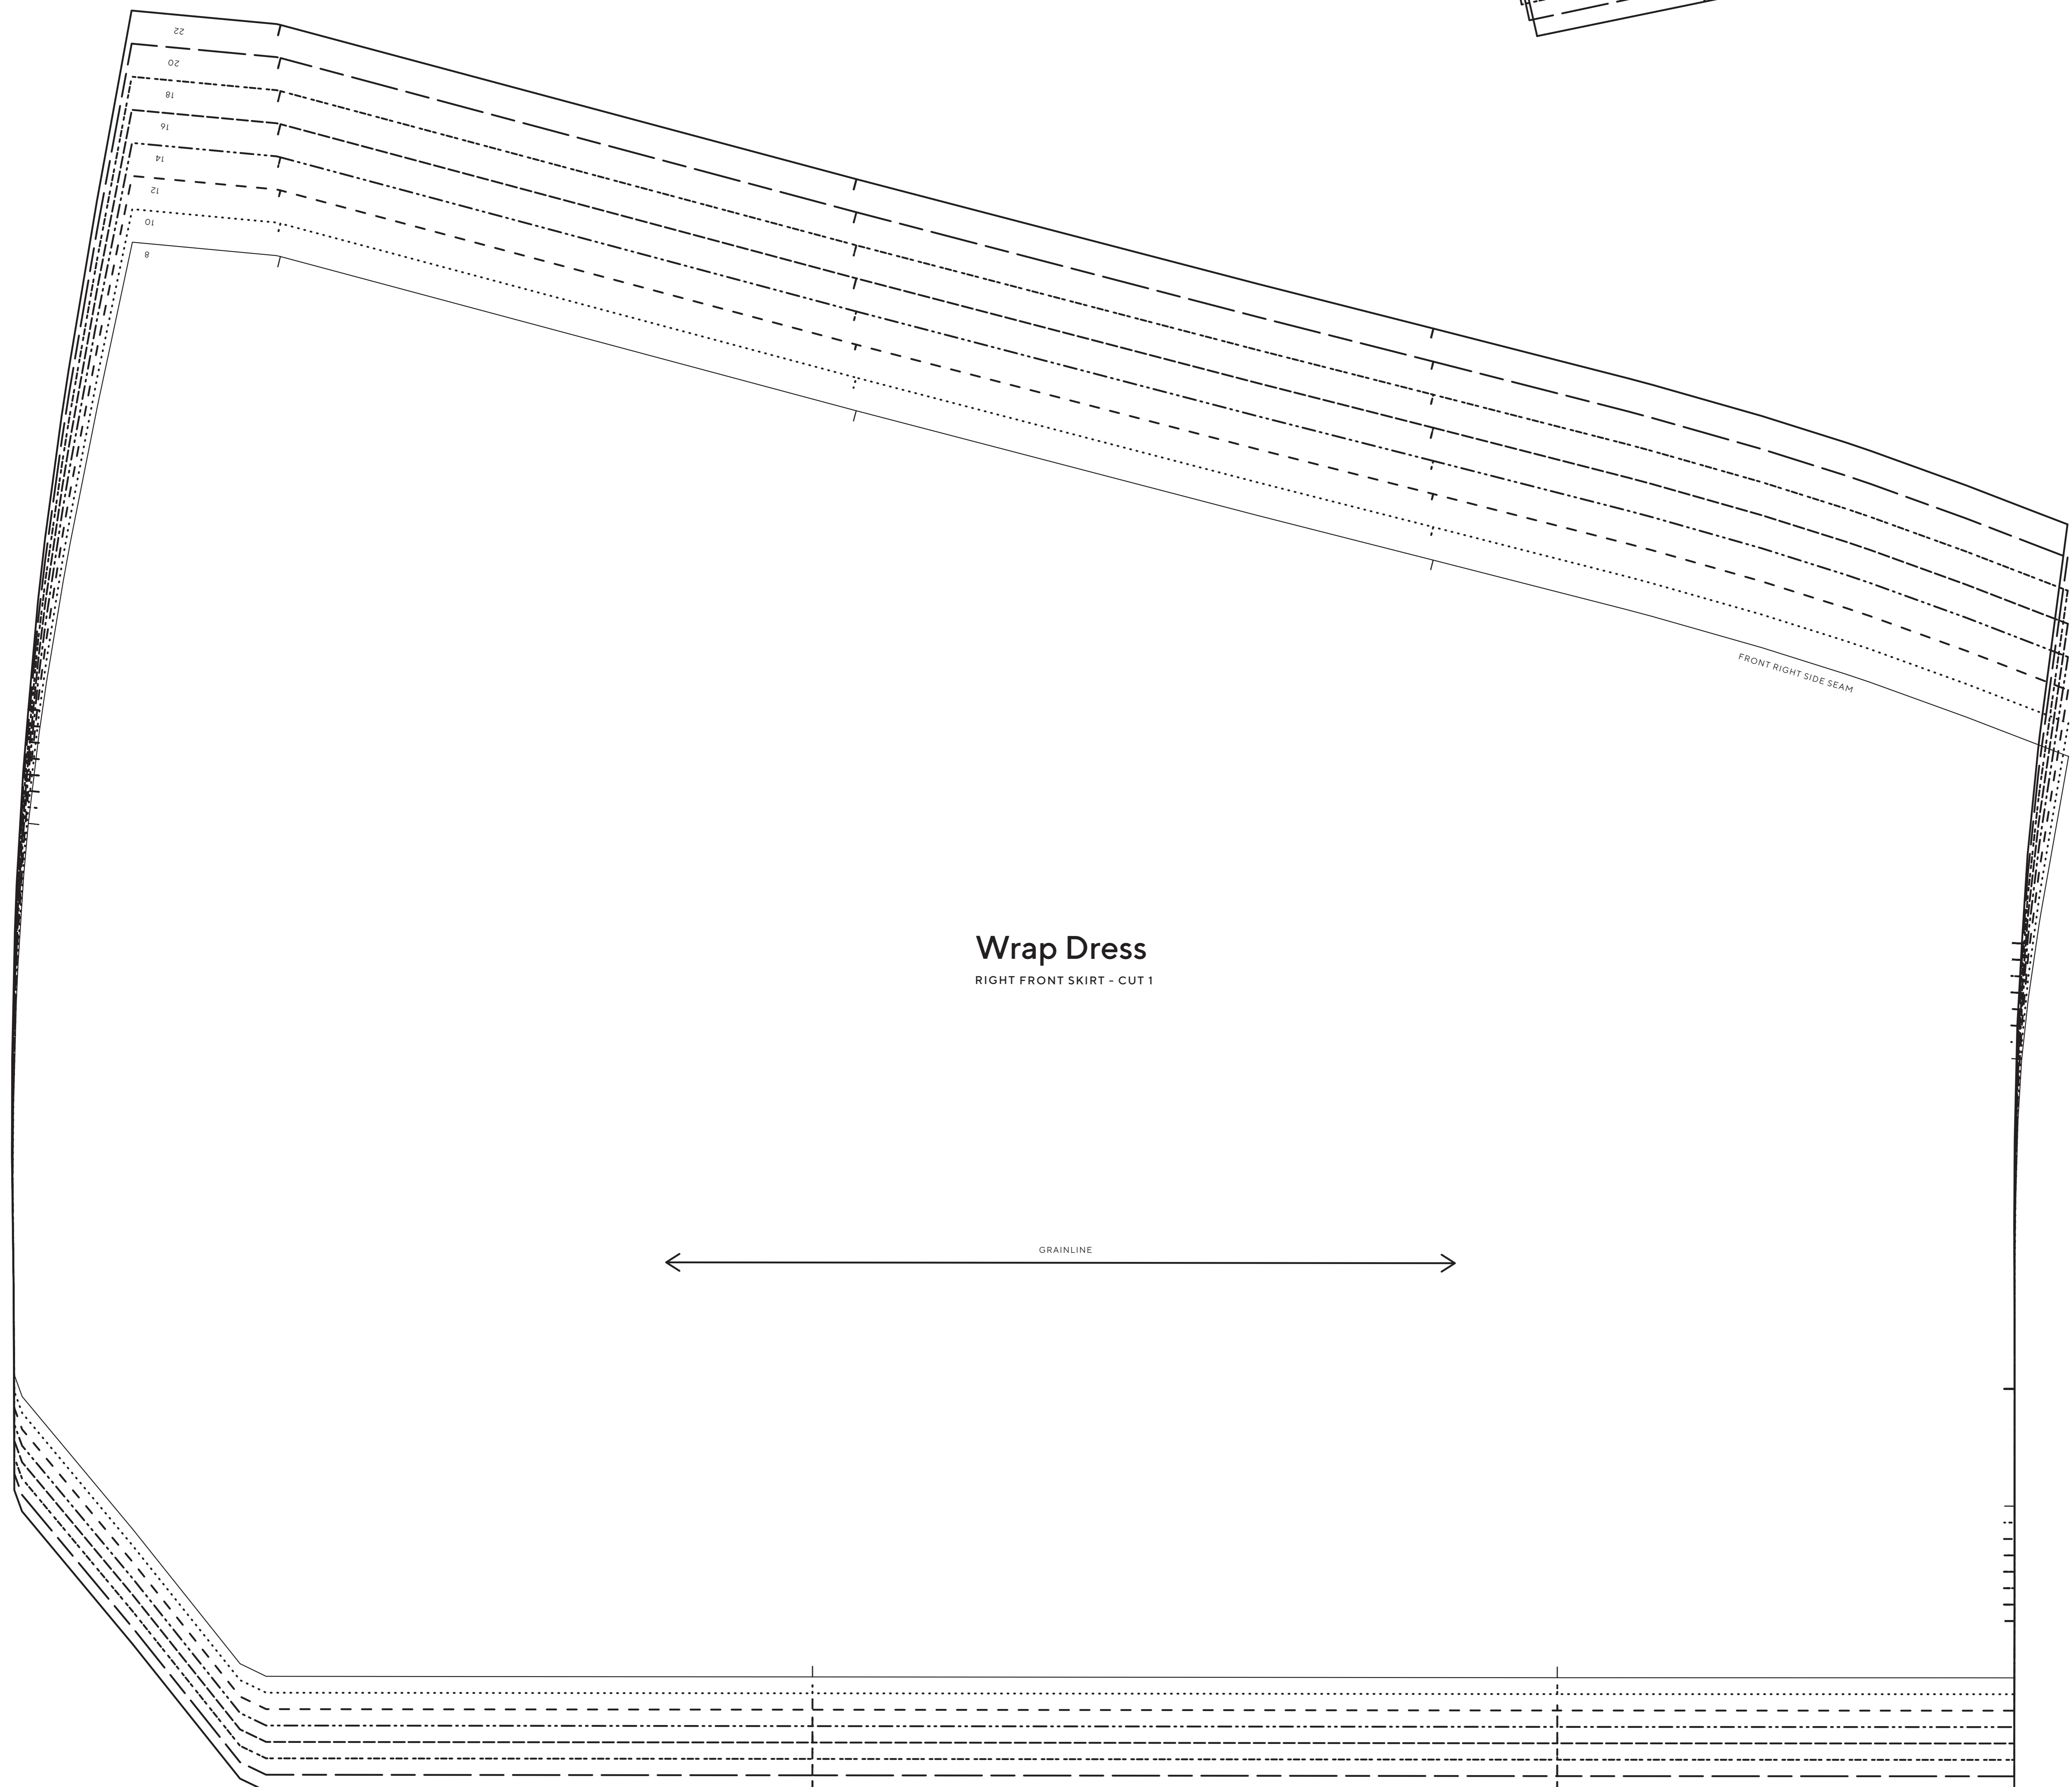 22
20
18
16
14
12
10
8
FRONT RIGHT SIDE SEAM
Wrap Dress
RIGHT FRONT SKIRT - CUT 1
GRAINLINE